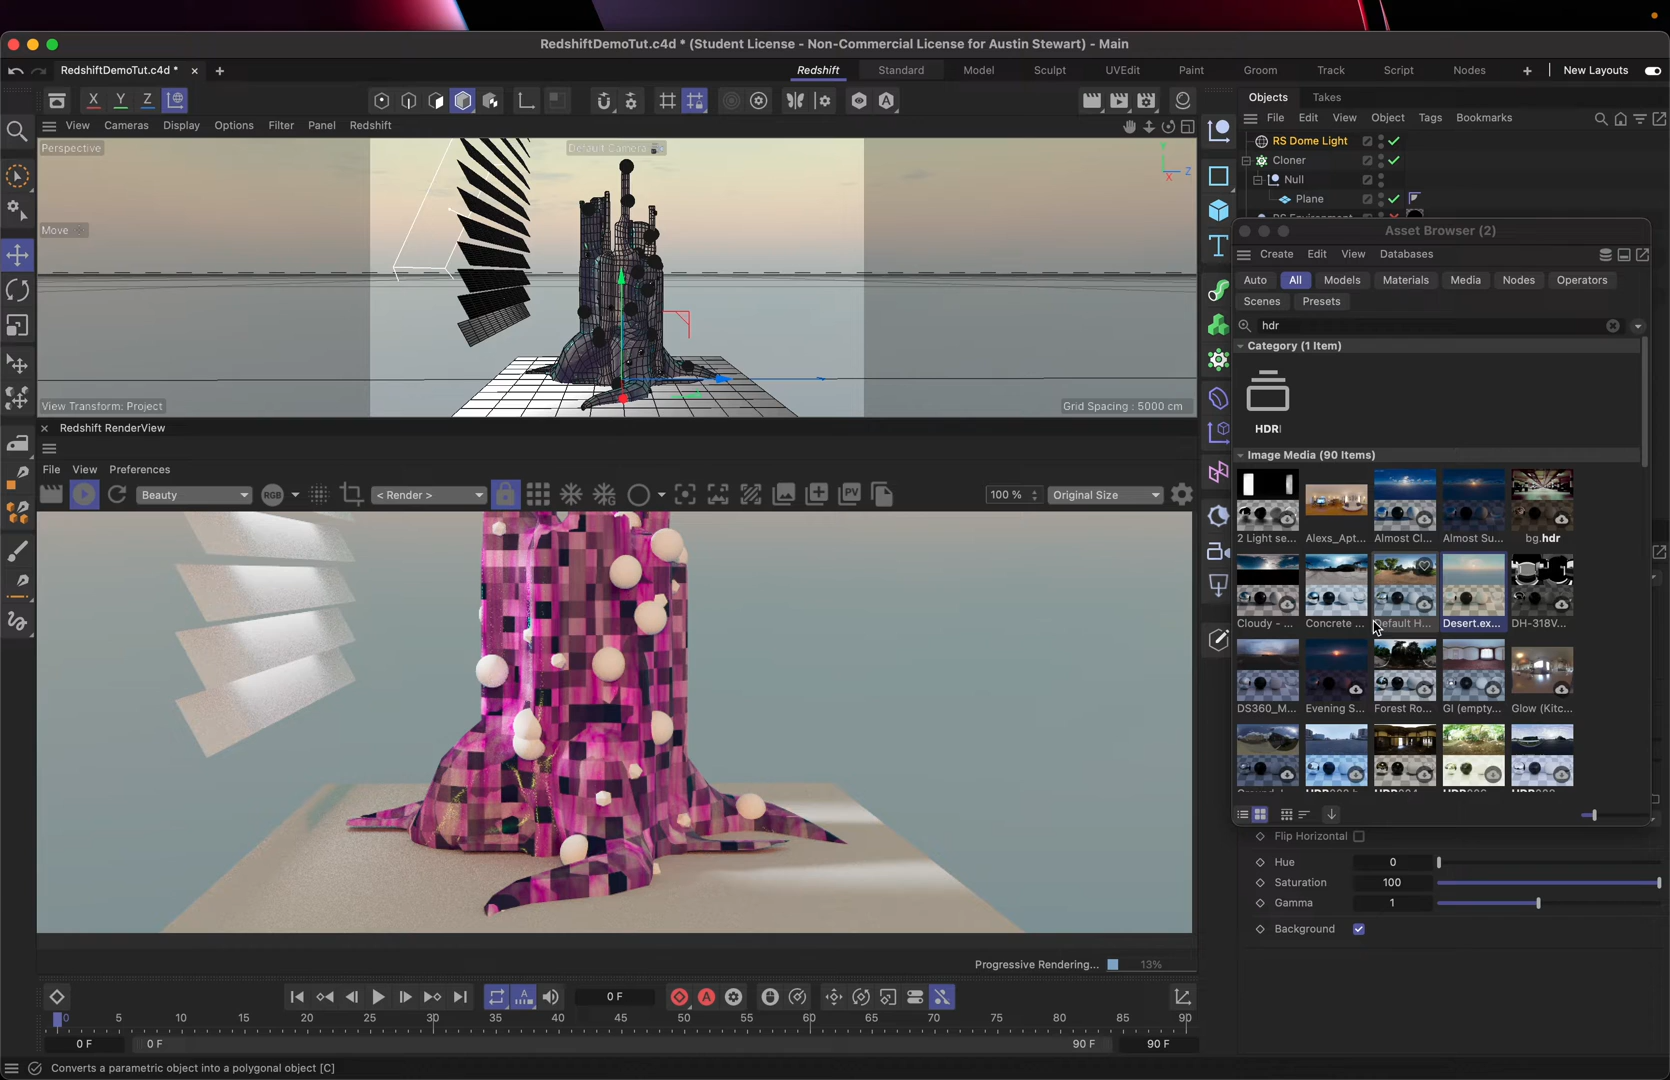 RedshiftDemoTut.c4d * (Student License - Non-Commercial License for Austin Stewart) - Main
RedshiftDemoTut.c4d * × +
Redshift Standard Model Sculpt UVEdit Paint Groom Track Script Nodes + New Layouts
X Y Z
Objects Takes
View Cameras Display Options Filter Panel Redshift
File Edit View Object Tags Bookmarks
Perspective
Default Camera
RS Dome Light
Cloner
Null
Plane
Move
Y
Z
X
Asset Browser (2)
Create Edit View Databases
Auto All Models Materials Media Nodes Operators
Scenes Presets
hdr
Category (1 Item)
HDRI
View Transform: Project
Grid Spacing : 5000 cm
Redshift RenderView
File View Preferences
Beauty RGB < Render > PV 100 % Original Size
Image Media (90 Items)
2 Light se... Alexs_Apt... Almost Cl... Almost Su... bg.hdr
Cloudy - ... Concrete ... Default H... Desert.ex... DH-318V...
DS360_M... Evening S... Forest Ro... GI (empty... Glow (Kitc...
Flip Horizontal
Hue 0
Saturation 100
Gamma 1
Background
Progressive Rendering... 13%
0 F
0 5 10 15 20 25 30 35 40 45 50 55 60 65 70 75 80 85 90
0 F 0 F 90 F 90 F
Converts a parametric object into a polygonal object [C]